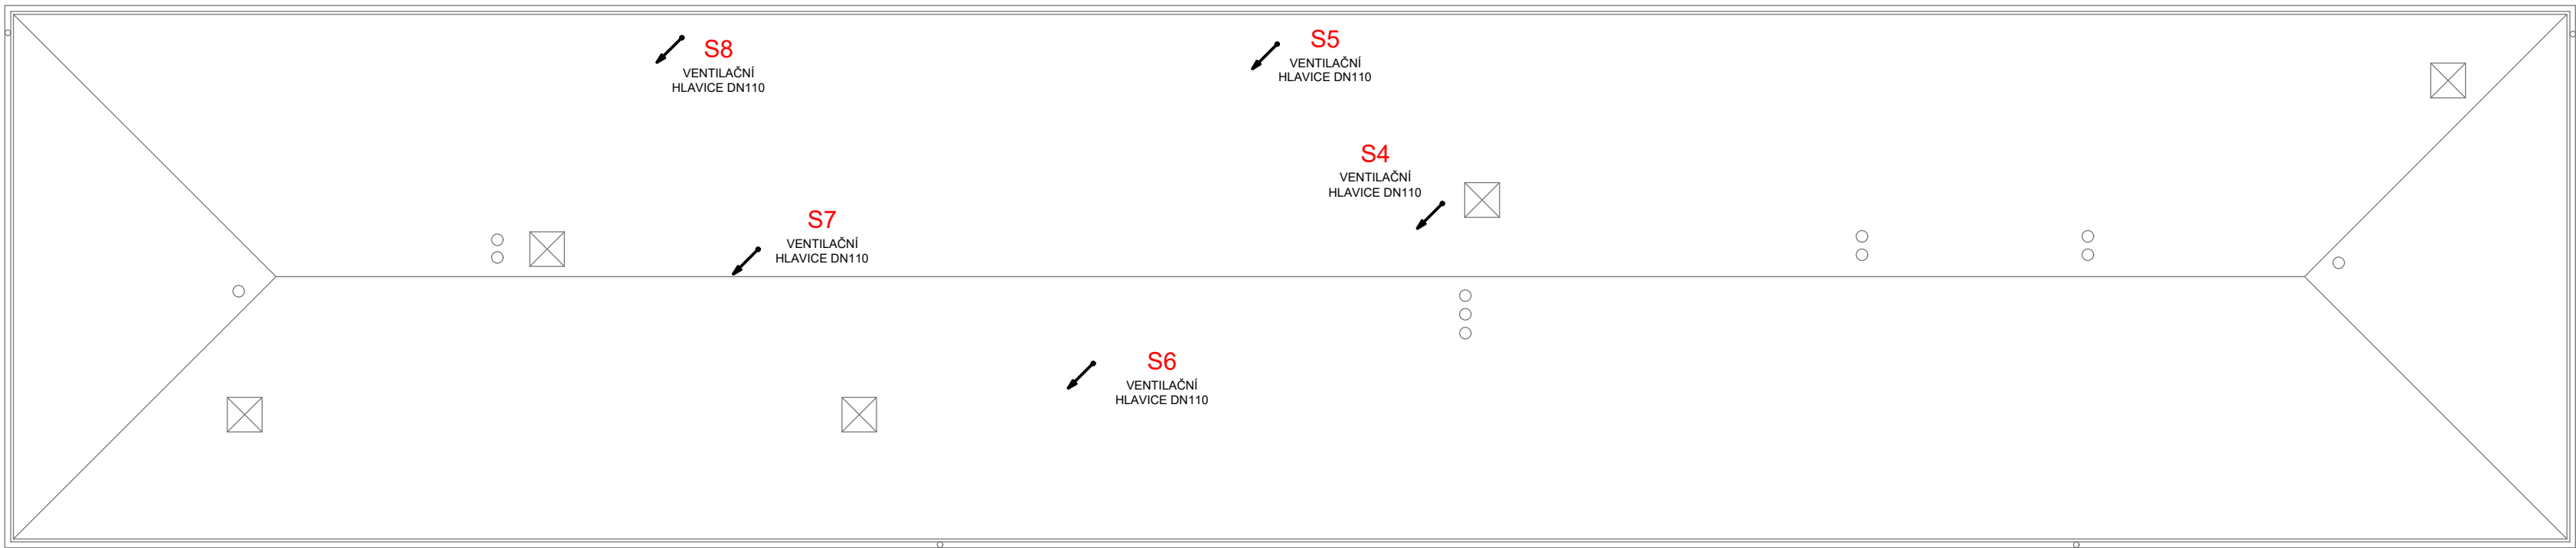 S8
VENTILAČNÍ
HLAVICE DN110
S5
VENTILAČNÍ
HLAVICE DN110
S4
VENTILAČNÍ
HLAVICE DN110
S7
VENTILAČNÍ
HLAVICE DN110
S6
VENTILAČNÍ
HLAVICE DN110